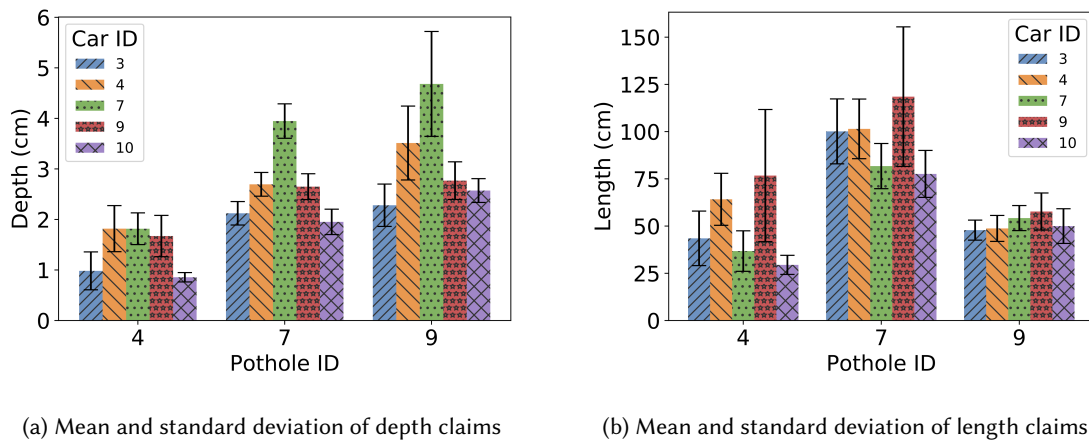 6
5
4
3
2
1
0
Depth (cm)
Car ID
3
4
7
9
10
4 7 9
Pothole ID
(a) Mean and standard deviation of depth claims
150
125
100
75
50
25
0
Length (cm)
Car ID
3
4
7
9
10
4 7 9
Pothole ID
(b) Mean and standard deviation of length claims